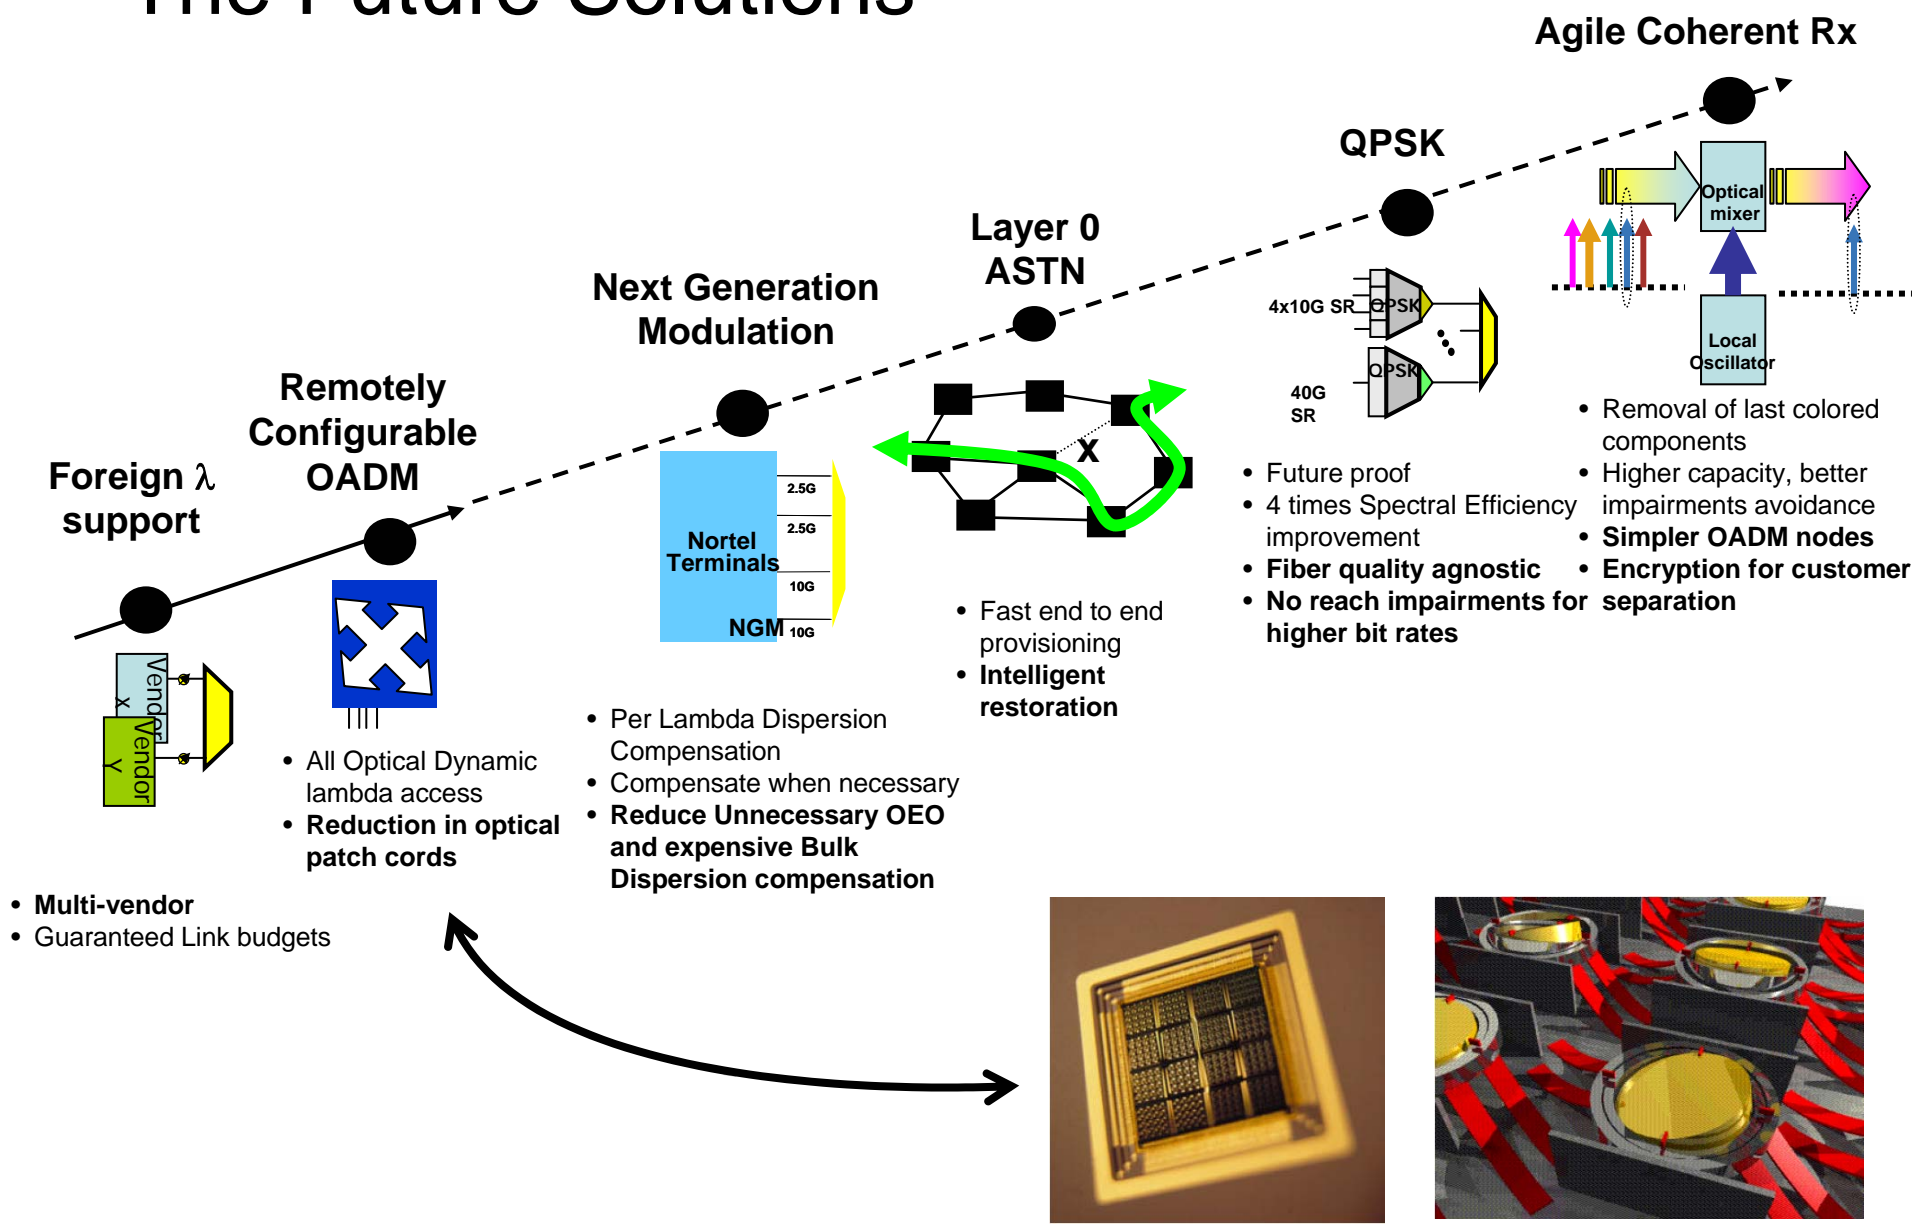 The Future Solutions
Agile Coherent Rx
QPSK
Layer 0
ASTN
Next Generation
Modulation
Remotely
Configurable
OADM
Foreign λ
support
Vendor
x
Vendor
Y
• Multi-vendor
• Guaranteed Link budgets
• All Optical Dynamic
lambda access
• Reduction in optical
patch cords
Nortel
Terminals
NGM
2.5G
2.5G
10G
10G
• Per Lambda Dispersion
Compensation
• Compensate when necessary
• Reduce Unnecessary OEO
and expensive Bulk
Dispersion compensation
x
• Fast end to end
provisioning
• Intelligent
restoration
4x10G SR
QPSK
QPSK
40G
SR
• Future proof
• 4 times Spectral Efficiency
improvement
• Fiber quality agnostic
• No reach impairments for
higher bit rates
Optical
mixer
Local
Oscillator
• Removal of last colored
components
• Higher capacity, better
impairments avoidance
• Simpler OADM nodes
• Encryption for customer
separation